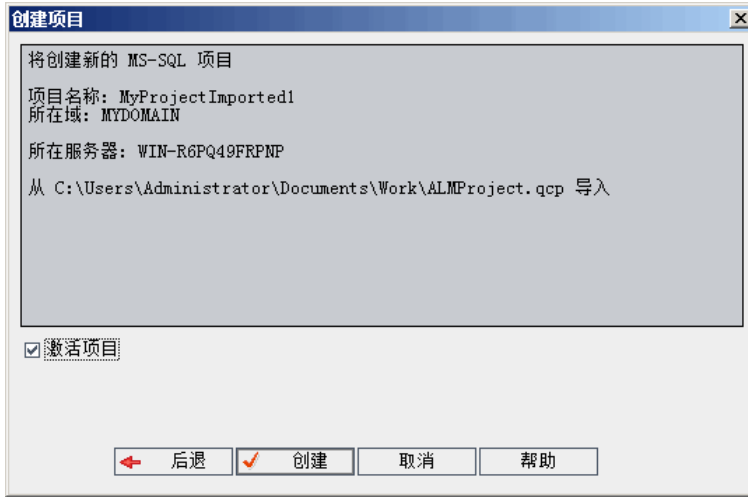 创建项目
将创建新的 MS-SQL 项目
项目名称: MyProjectImported1
所在域: MYDOMAIN
所在服务器: WIN-R6PQ49FRPNP
从 C:\Users\Administrator\Documents\Work\ALMProject.qcp 导入
激活项目
后退 创建 取消 帮助